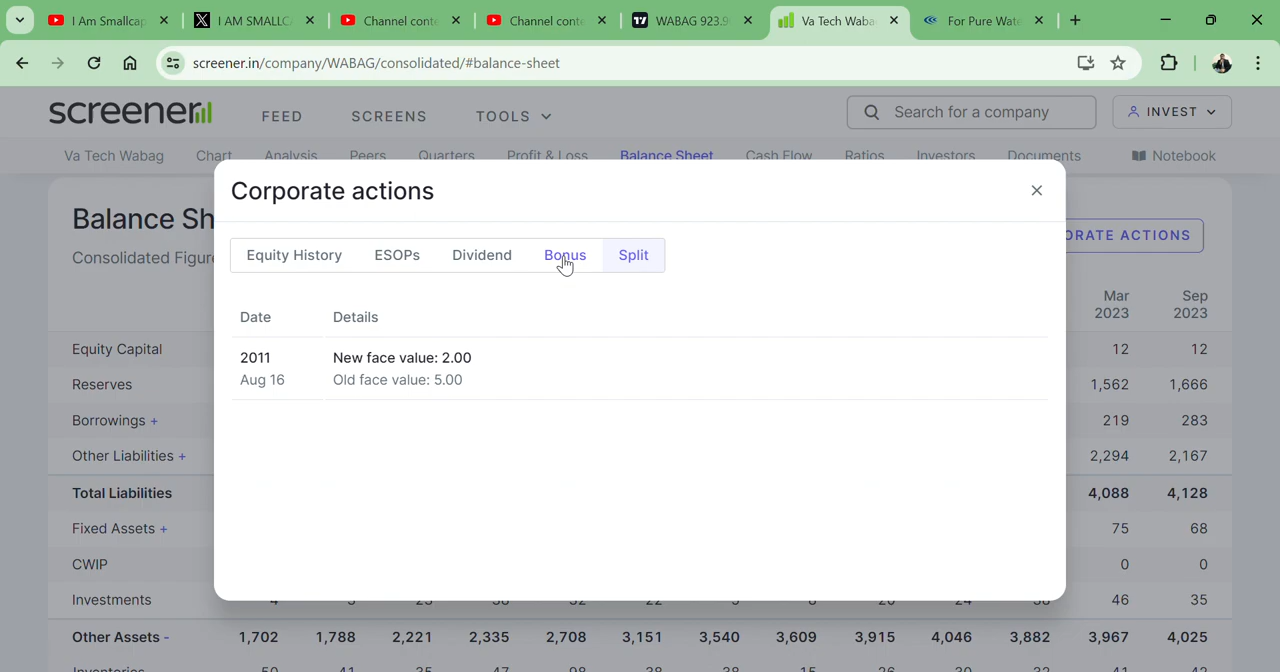 I Am Smallcap
I AM SMALLC
Channel conte
Channel conte
WABAG 923.9
Va Tech Waba
For Pure Wate
screener.in/company/WABAG/consolidated/#balance-sheet
screener
FEED
SCREENS
TOOLS
Search for a company
INVEST
Va Tech Wabag Chart Analysis Peers Quarters Profit & Loss Balance Sheet Cash Flow Ratios Investors Documents Notebook
Corporate actions
Balance Sh
Consolidated Figure
ORATE ACTIONS
Equity History ESOPs Dividend Bonus Split
Date Details
2011 New face value: 2.00
Aug 16 Old face value: 5.00
Mar Sep
2023 2023
Equity Capital 12 12
Reserves 1,562 1,666
Borrowings + 219 283
Other Liabilities + 2,294 2,167
Total Liabilities 4,088 4,128
Fixed Assets + 75 68
CWIP 0 0
Investments 46 35
Other Assets - 1,702 1,788 2,221 2,335 2,708 3,151 3,540 3,609 3,915 4,046 3,882 3,967 4,025